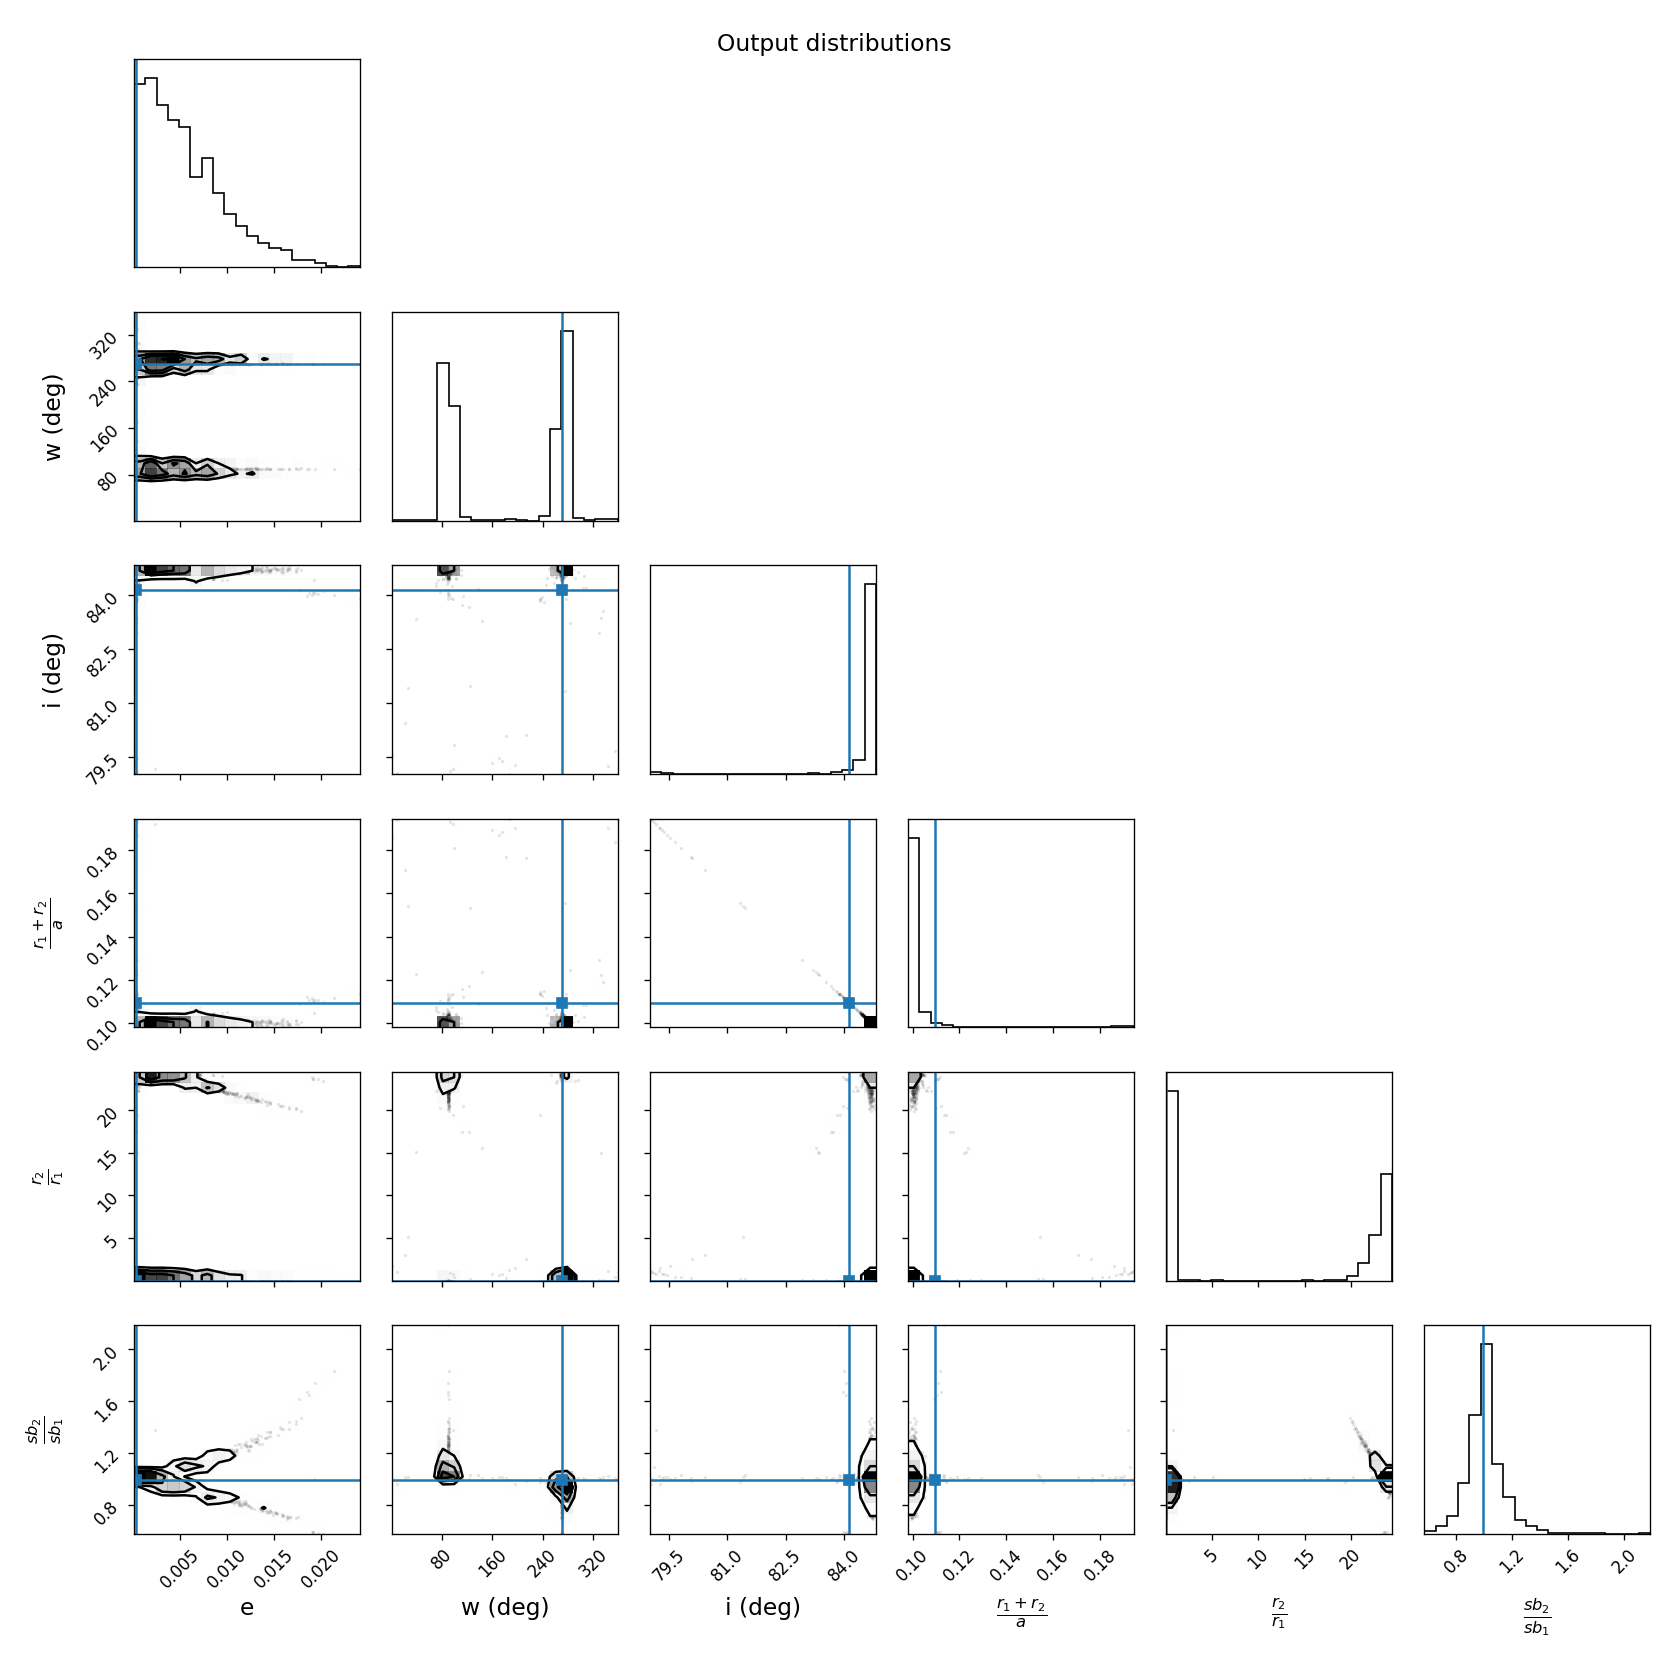 Output distributions
w (deg)
320
240
160
80
i (deg)
84.0
82.5
81.0
79.5
r1 + r2
a
0.18
0.16
0.14
0.12
0.10
r2
r1
20
15
10
5
sb2
sb1
2.0
1.6
1.2
0.8
0.005 0.010 0.015 0.020 80 160 240 320 79.5 81.0 82.5 84.0 0.10 0.12 0.14 0.16 0.18 5 10 15 20 0.8 1.2 1.6 2.0
e w (deg) i (deg) r1 + r2 / a r2 / r1 sb2 / sb1